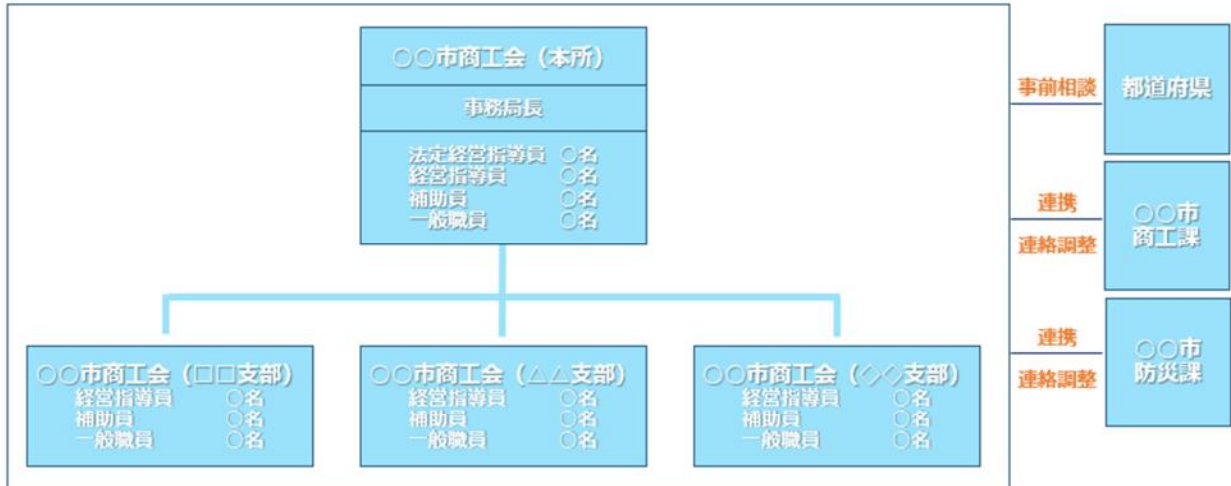 ○○市商工会（本所）
事務局長
法定経営指導員　○名
経営指導員　○名
補助員　○名
一般職員　○名
○○市商工会（□□支部）
経営指導員　○名
補助員　○名
一般職員　○名
○○市商工会（△△支部）
経営指導員　○名
補助員　○名
一般職員　○名
○○市商工会（◇◇支部）
経営指導員　○名
補助員　○名
一般職員　○名
事前相談
都道府県
連携
連絡調整
○○市
商工課
連携
連絡調整
○○市
防災課